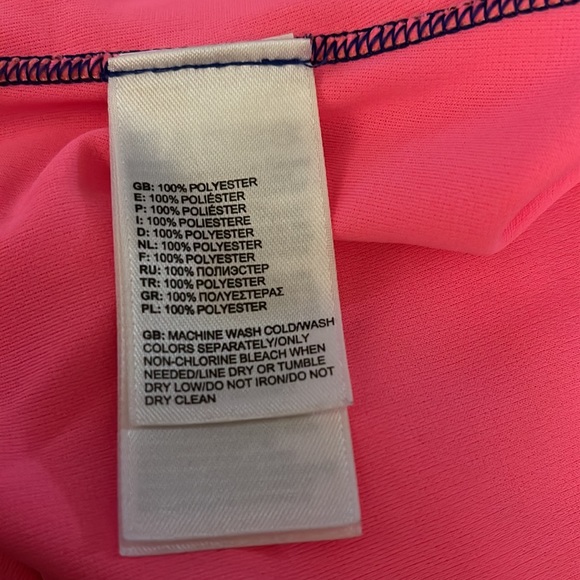 GB: 100% POLYESTER
E: 100% POLIÉSTER
P: 100% POLIÉSTER
I: 100% POLIESTERE
D: 100% POLYESTER
NL: 100% POLYESTER
F: 100% POLYESTER
RU: 100% ПОЛИЭСТЕР
TR: 100% POLYESTER
GR: 100% ΠΟΛΥΕΣΤΕΡΑΣ
PL: 100% POLYESTER
GB: MACHINE WASH COLD/WASH
COLORS SEPARATELY/ONLY
NON-CHLORINE BLEACH WHEN
NEEDED/LINE DRY OR TUMBLE
DRY LOW/DO NOT IRON/DO NOT
DRY CLEAN